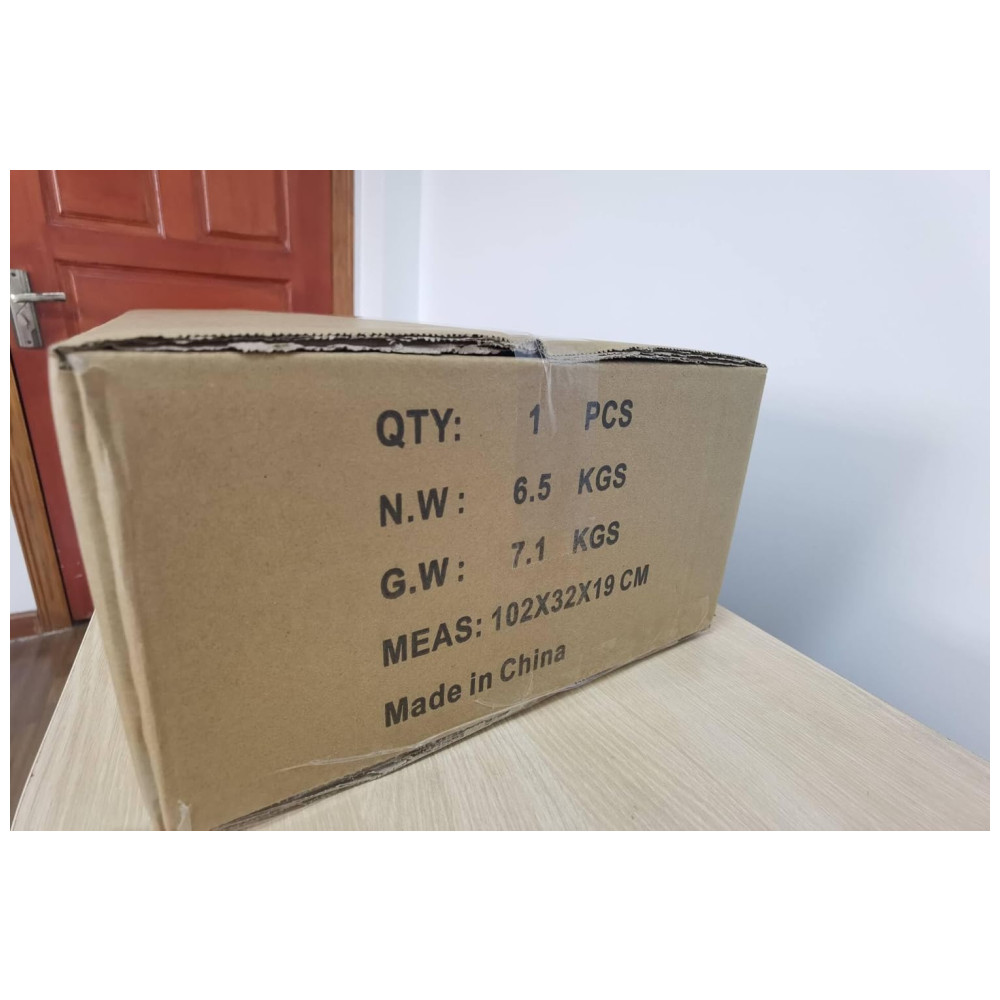 QTY: 1 PCS
N.W: 6.5 KGS
G.W: 7.1 KGS
MEAS: 102X32X19 CM
Made in China